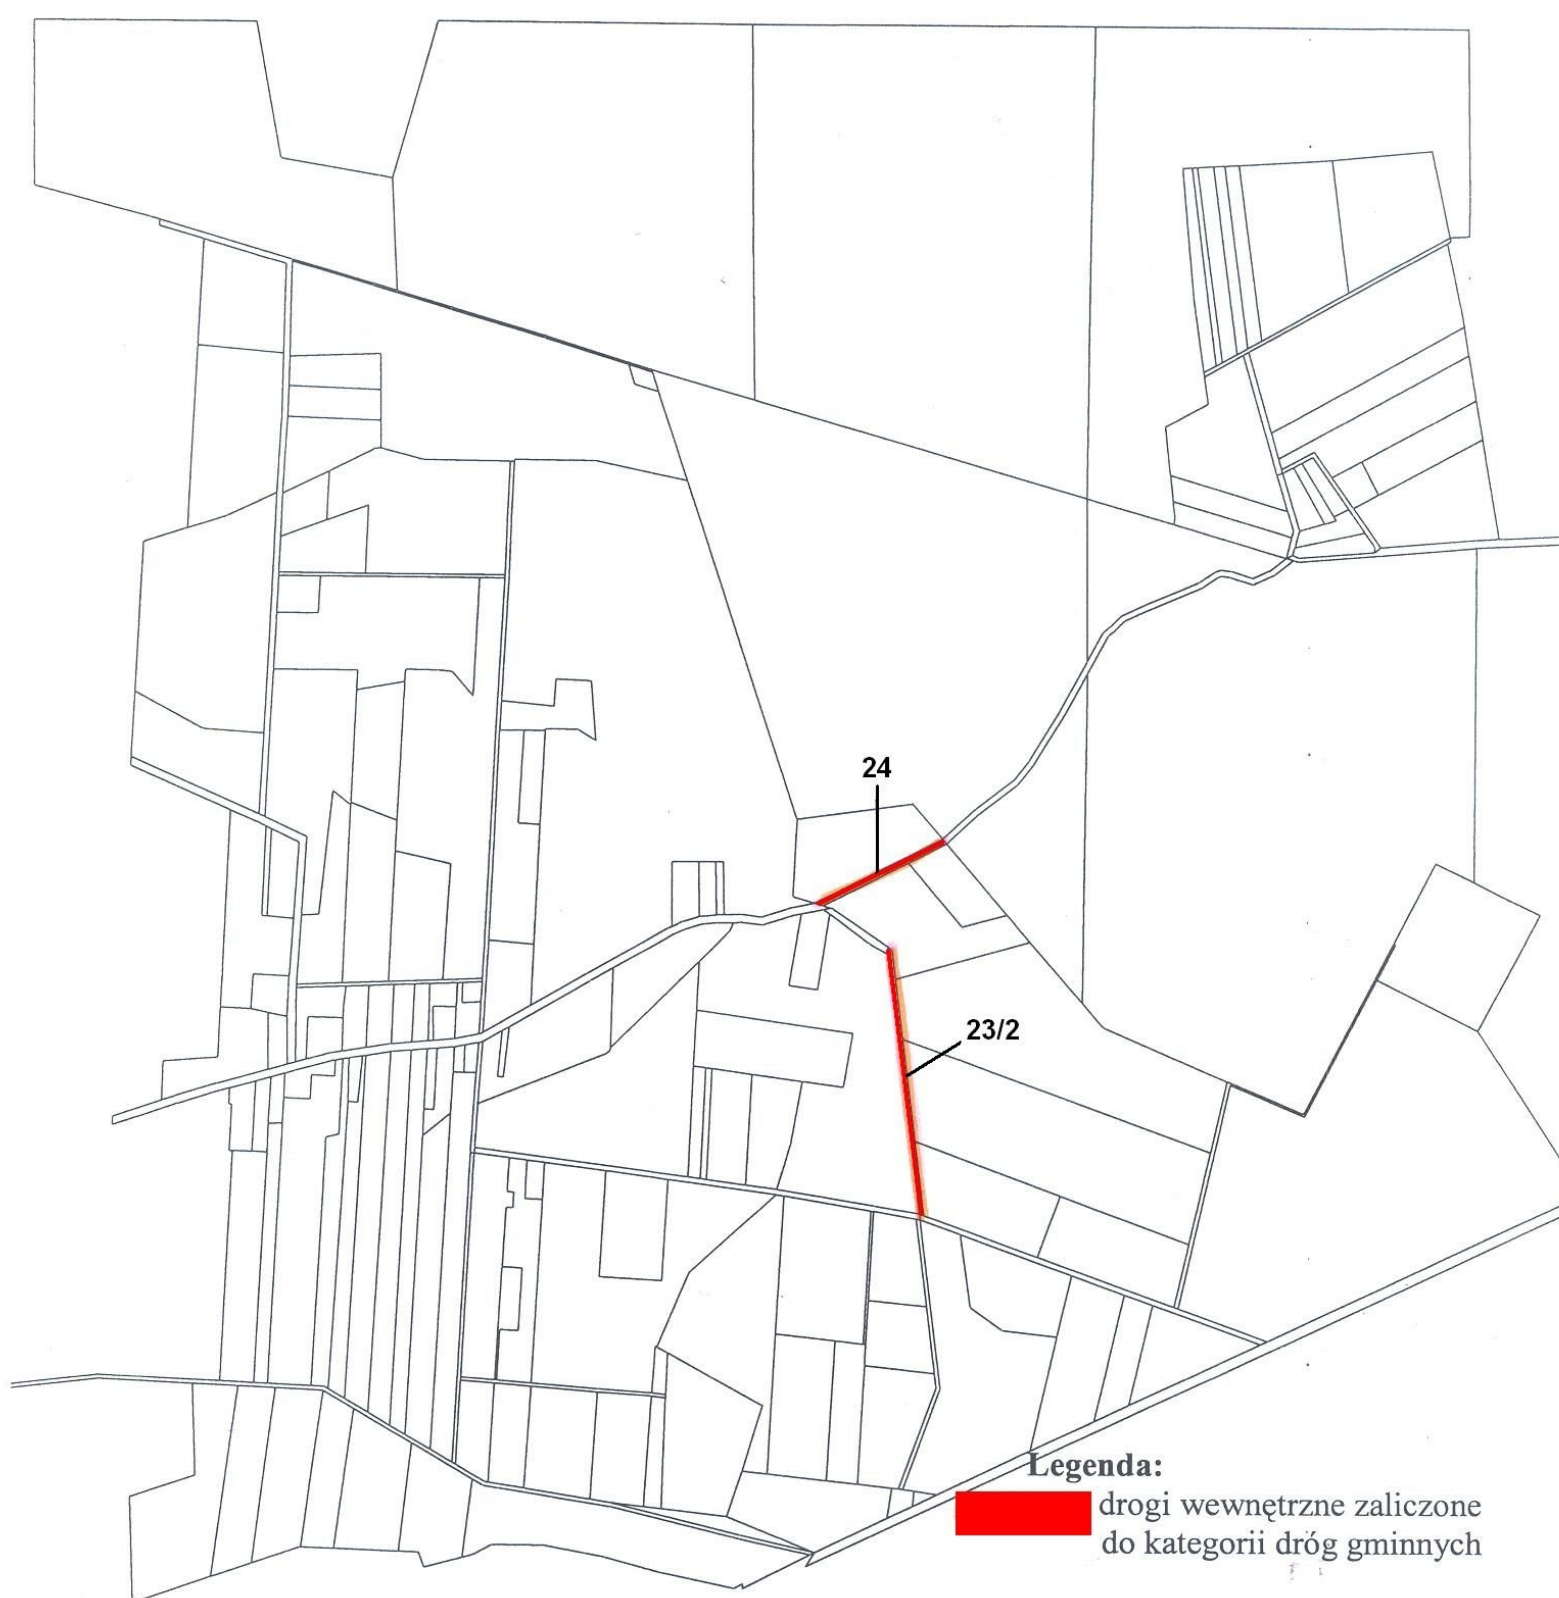 24
23/2
Legenda:
drogi wewnętrzne zaliczone
do kategorii dróg gminnych